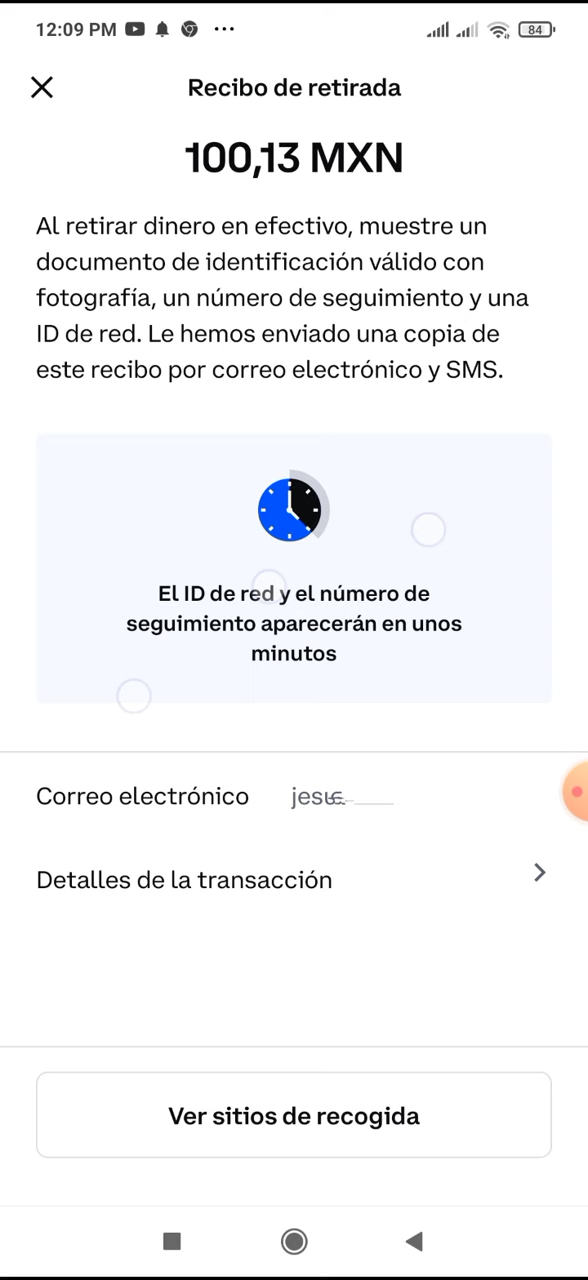 12:09 PM ... 84
Recibo de retirada
100,13 MXN
Al retirar dinero en efectivo, muestre un
documento de identificación válido con
fotografía, un número de seguimiento y una
ID de red. Le hemos enviado una copia de
este recibo por correo electrónico y SMS.
El ID de red y el número de
seguimiento aparecerán en unos
minutos
Correo electrónico
Detalles de la transacción
Ver sitios de recogida